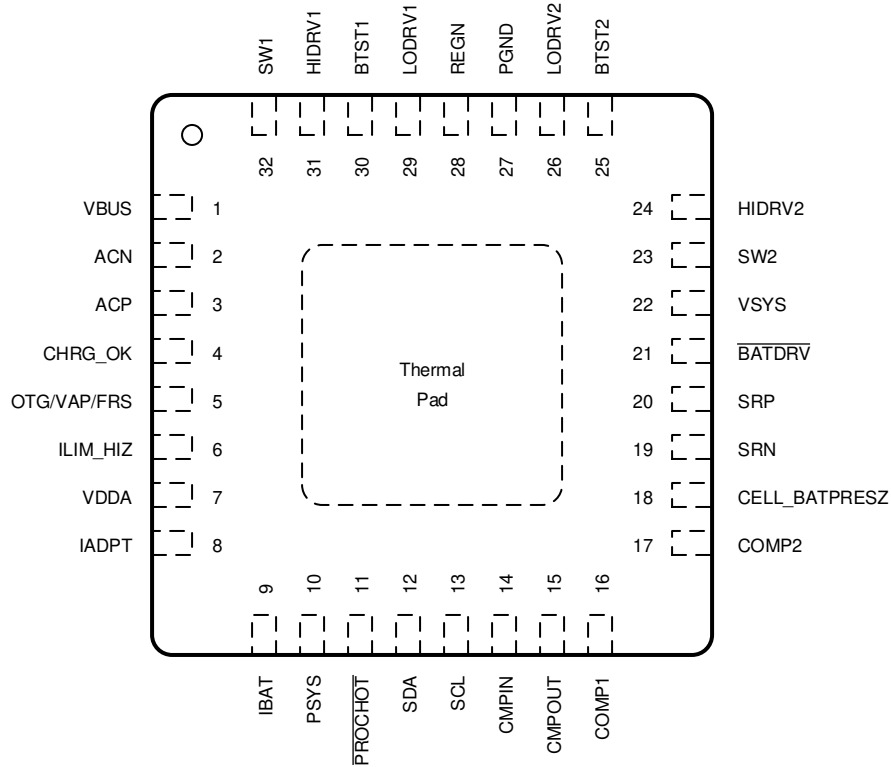 SW1
HIDRV1
BTST1
LODRV1
REGN
PGND
LODRV2
BTST2
32
31
30
29
28
27
26
25
VBUS 1
ACN 2
ACP 3
CHRG_OK 4
OTG/VAP/FRS 5
ILIM_HIZ 6
VDDA 7
IADPT 8
24 HIDRV2
23 SW2
22 VSYS
21 BATDRV
20 SRP
19 SRN
18 CELL_BATPRESZ
17 COMP2
Thermal
Pad
9
10
11
12
13
14
15
16
IBAT
PSYS
PROCHOT
SDA
SCL
CMPIN
CMPOUT
COMP1